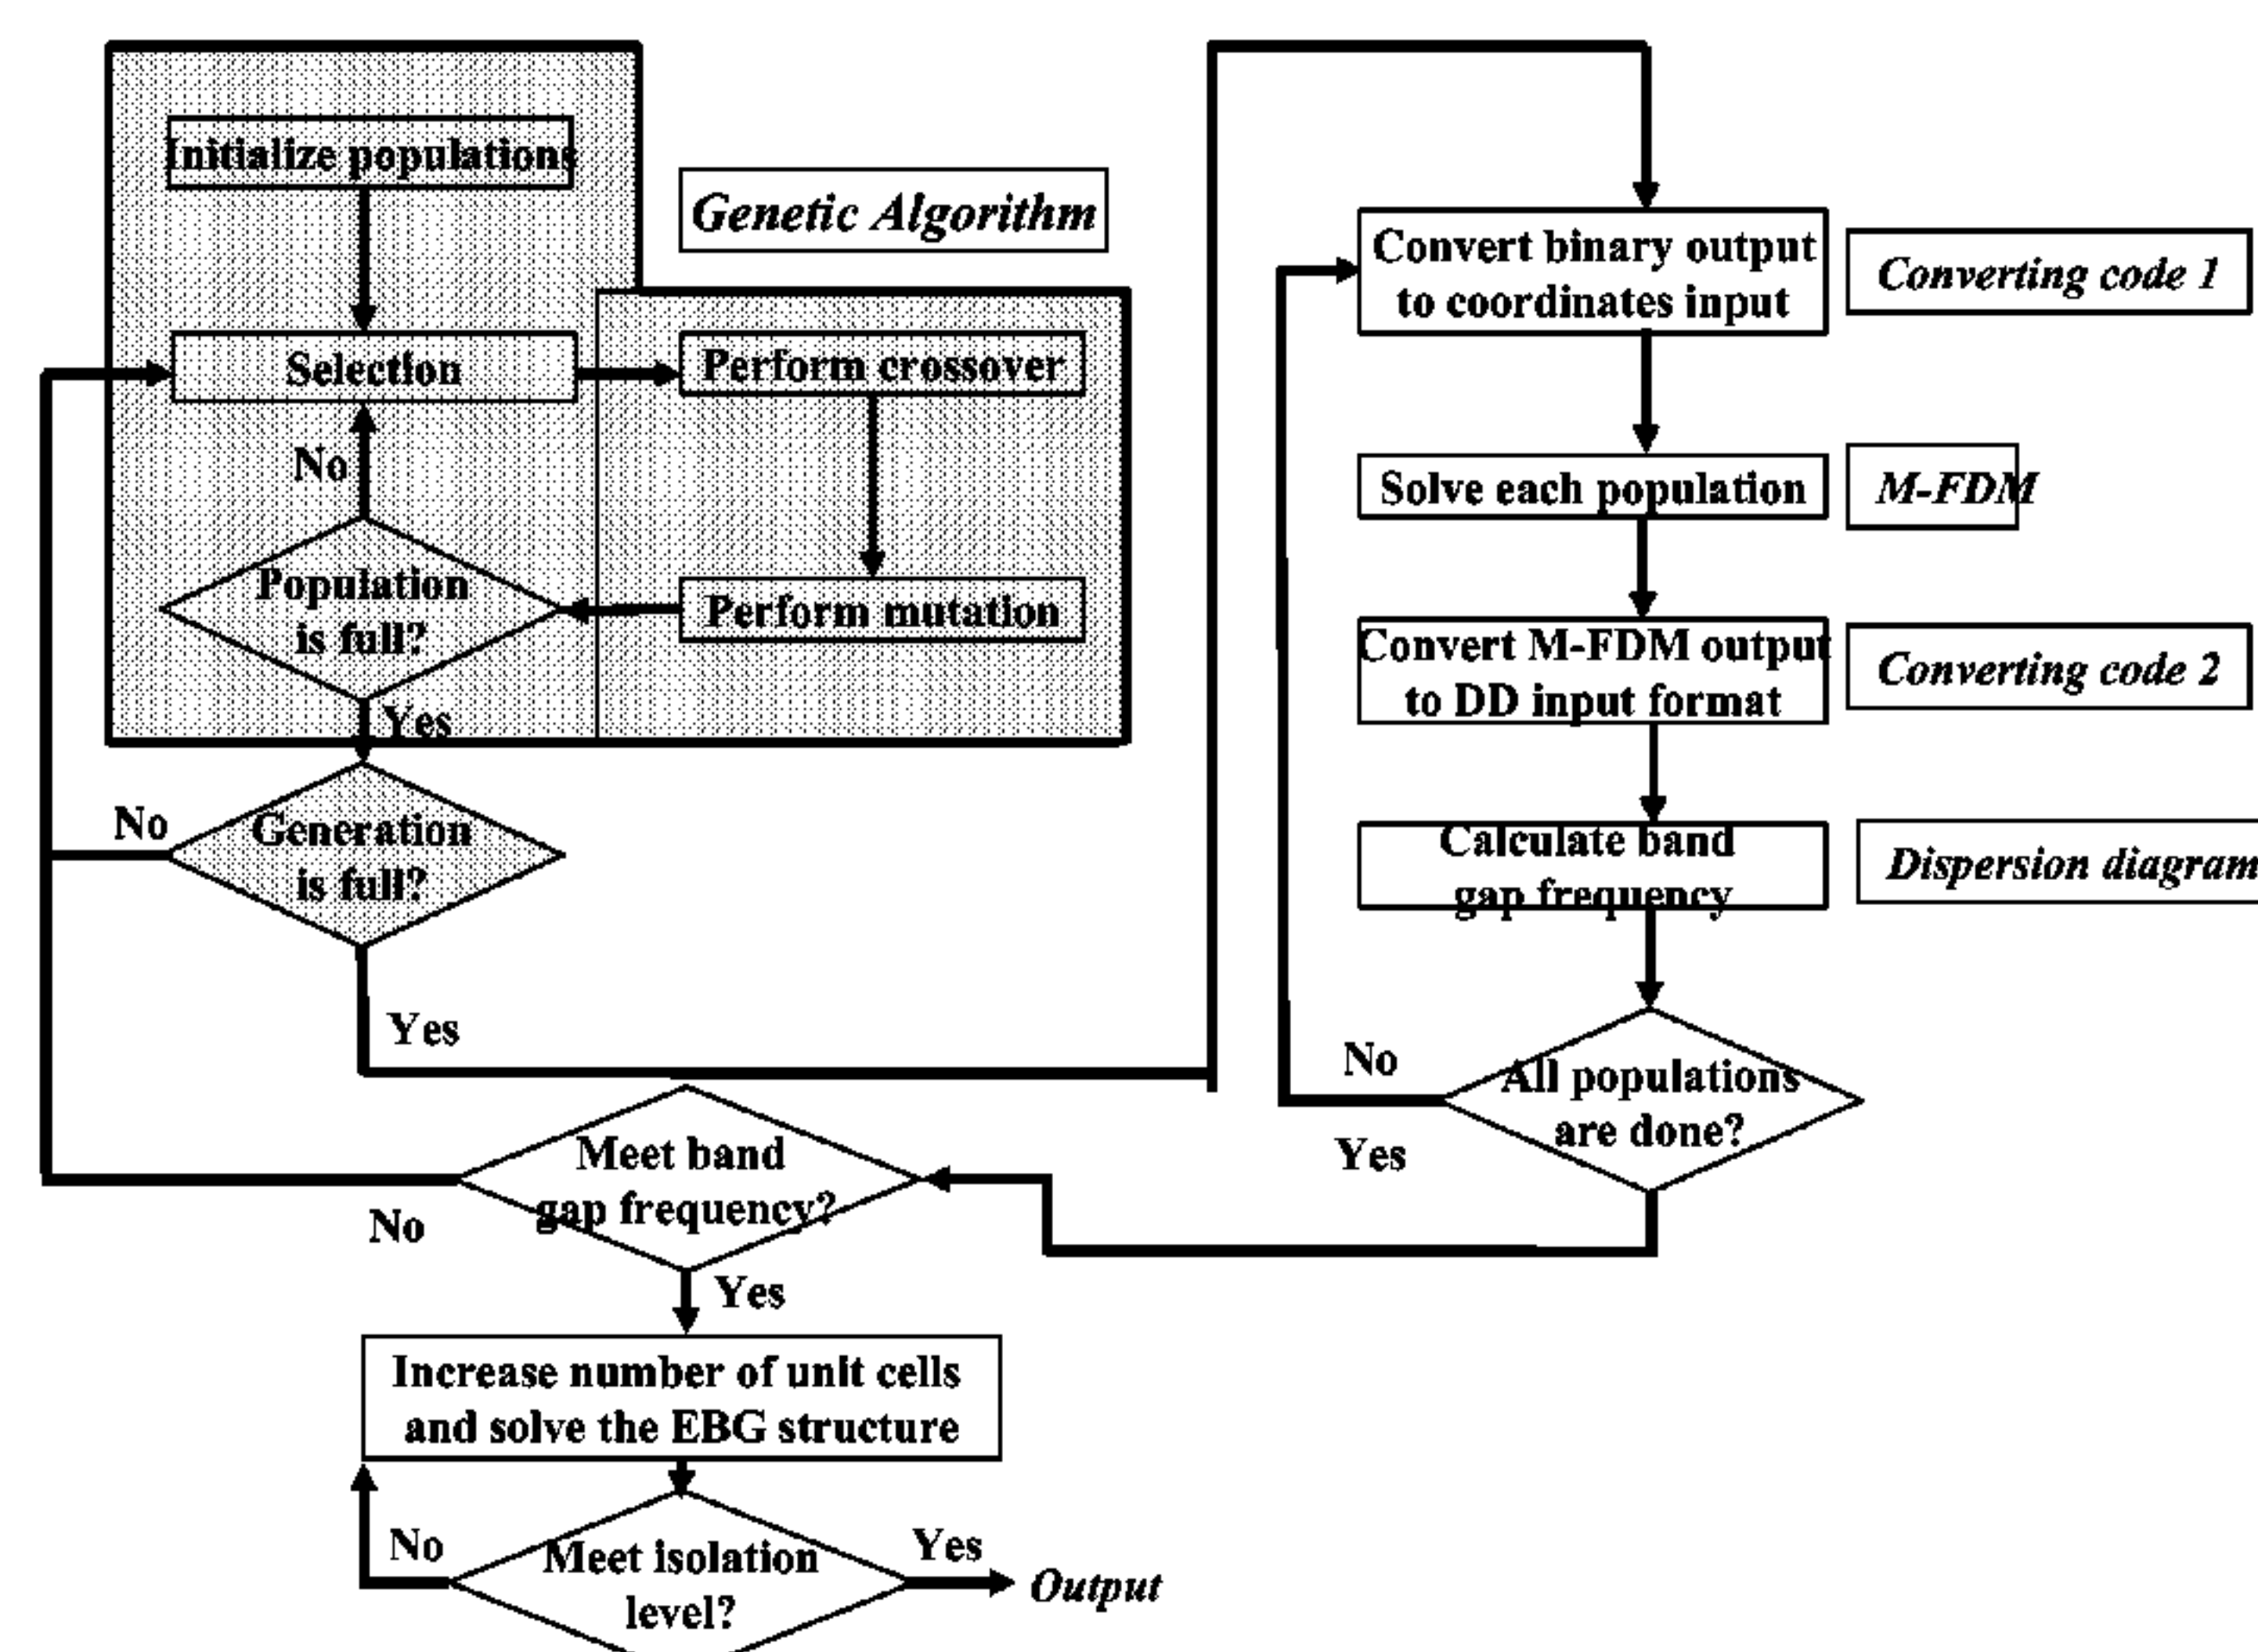 Initialize populations
Genetic Algorithm
Selection
Perform crossover
No
Population
is full?
Perform mutation
Yes
No
Generation
is full?
Yes
Convert binary output
to coordinates input
Converting code 1
Solve each population
M-FDM
Convert M-FDM output
to DD input format
Converting code 2
Calculate band
gap frequency
Dispersion diagram
No
All populations
are done?
Yes
Meet band
gap frequency?
No
Yes
Increase number of unit cells
and solve the EBG structure
No
Meet isolation
level?
Yes
Output